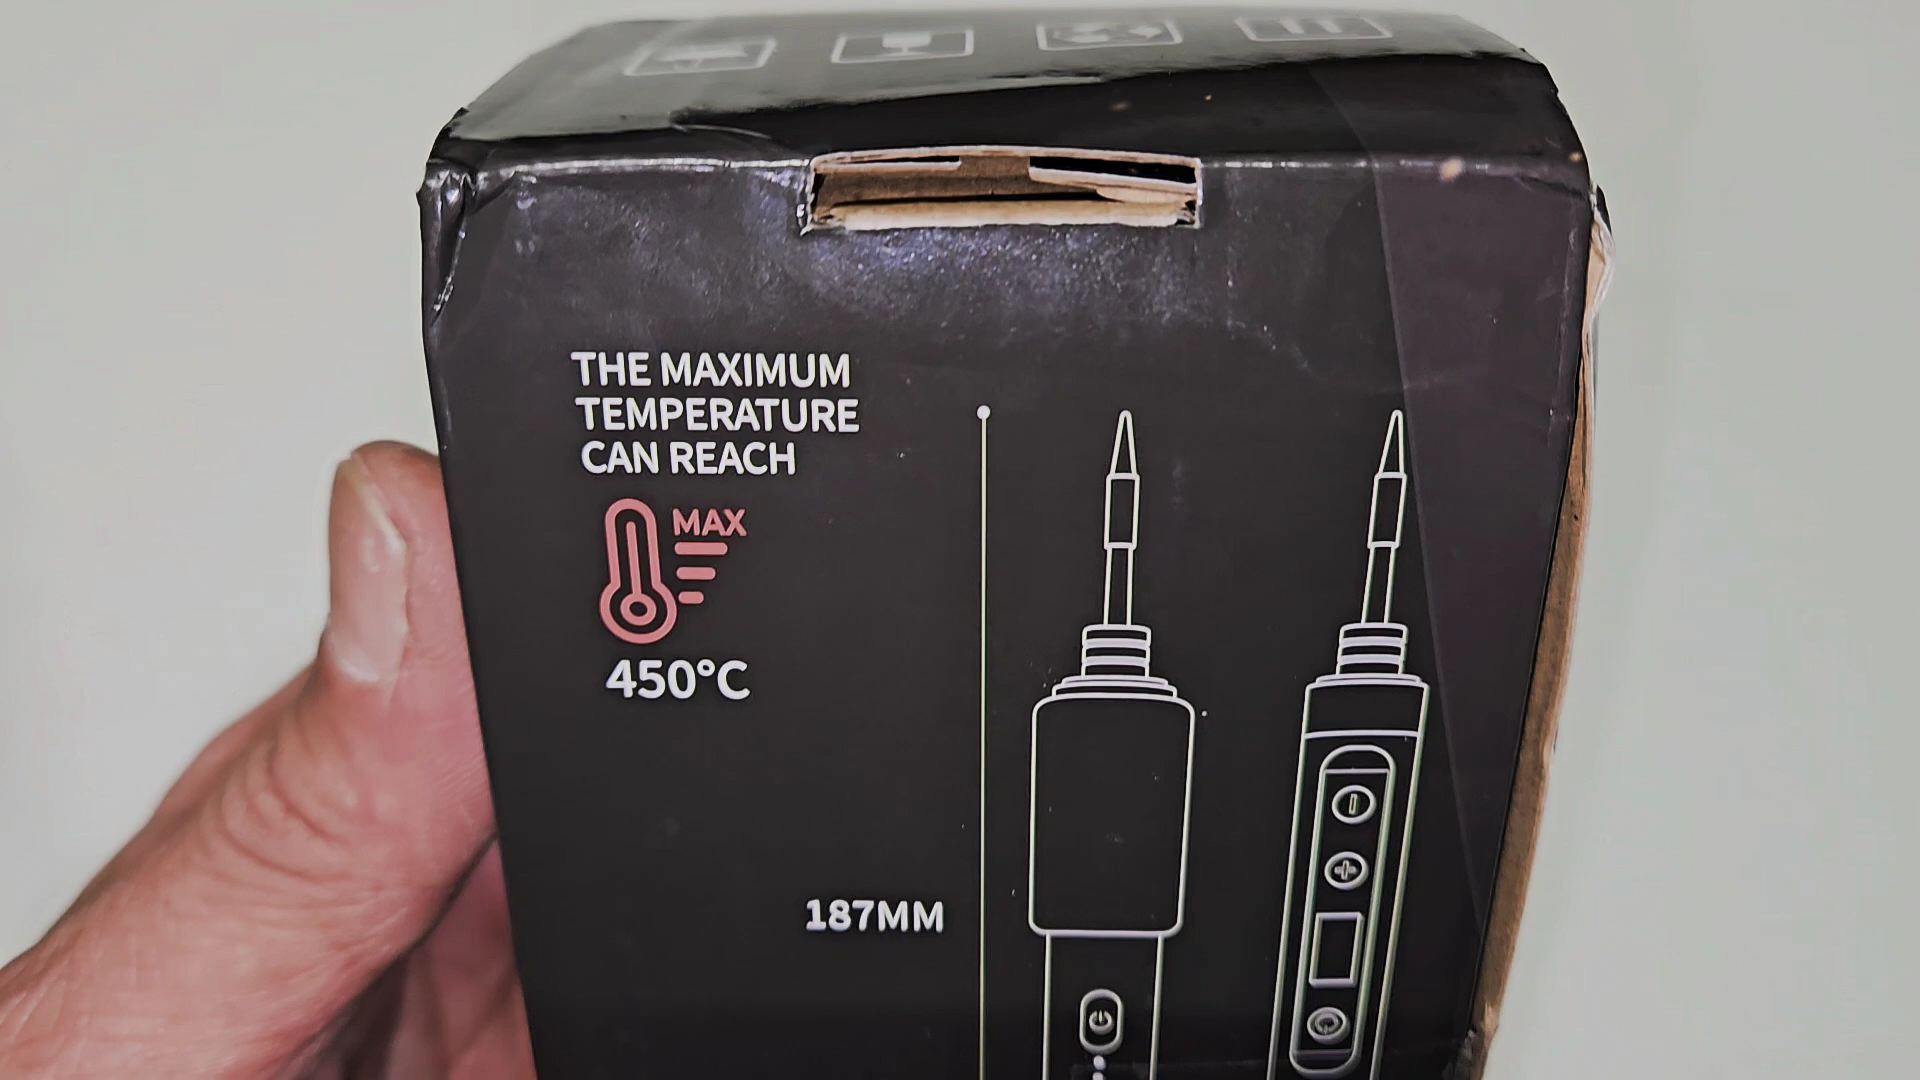 THE MAXIMUM
TEMPERATURE
CAN REACH
MAX
450°C
187MM